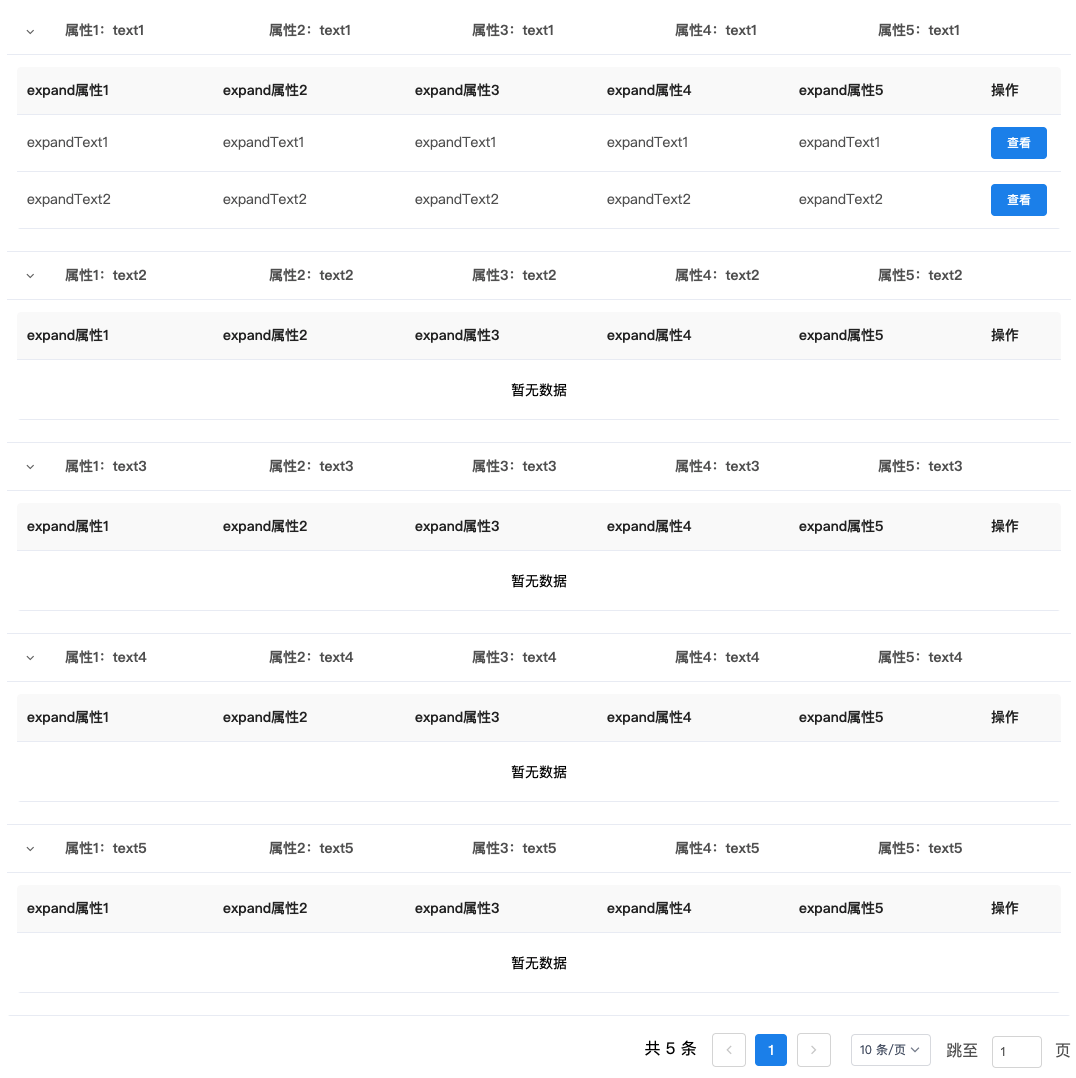 属性1：text1 属性2：text1 属性3：text1 属性4：text1 属性5：text1
expand属性1 expand属性2 expand属性3 expand属性4 expand属性5 操作
expandText1 expandText1 expandText1 expandText1 expandText1 查看
expandText2 expandText2 expandText2 expandText2 expandText2 查看
属性1：text2 属性2：text2 属性3：text2 属性4：text2 属性5：text2
expand属性1 expand属性2 expand属性3 expand属性4 expand属性5 操作
暂无数据
属性1：text3 属性2：text3 属性3：text3 属性4：text3 属性5：text3
expand属性1 expand属性2 expand属性3 expand属性4 expand属性5 操作
暂无数据
属性1：text4 属性2：text4 属性3：text4 属性4：text4 属性5：text4
expand属性1 expand属性2 expand属性3 expand属性4 expand属性5 操作
暂无数据
属性1：text5 属性2：text5 属性3：text5 属性4：text5 属性5：text5
expand属性1 expand属性2 expand属性3 expand属性4 expand属性5 操作
暂无数据
共 5 条 1 10 条/页 跳至 1 页